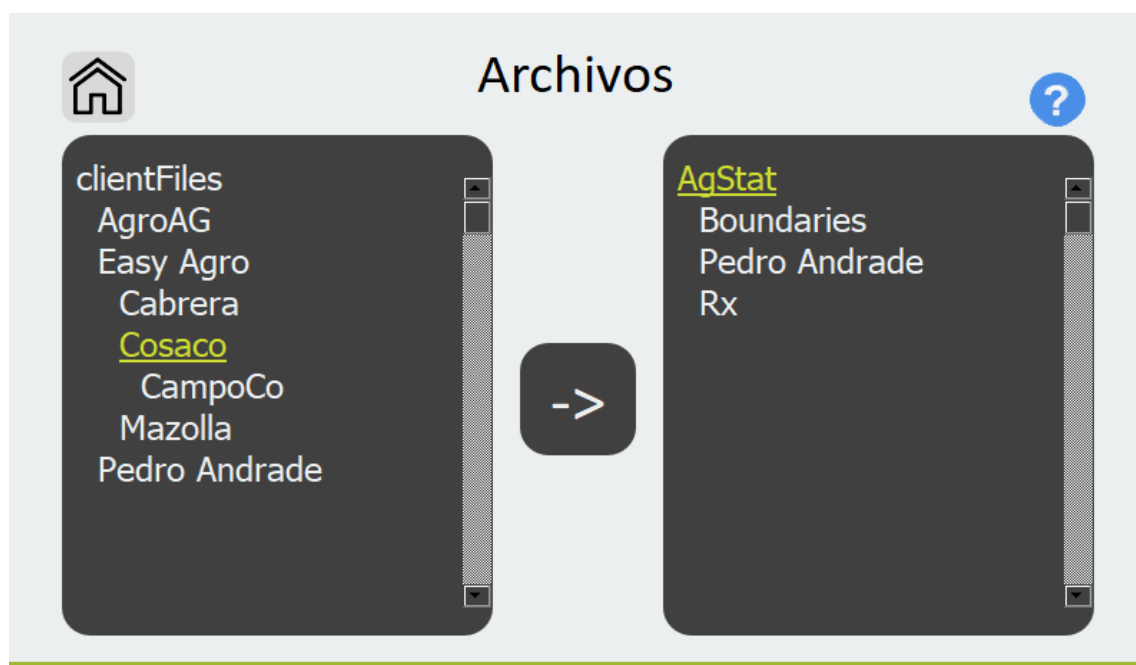 Archivos
?
clientFiles
AgroAG
Easy Agro
Cabrera
Cosaco
CampoCo
Mazolla
Pedro Andrade
->
AgStat
Boundaries
Pedro Andrade
Rx